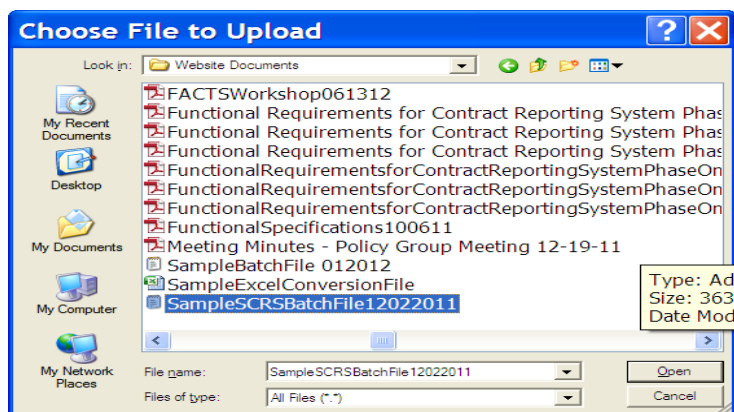 Choose File to Upload
Look in: Website Documents
My Recent Documents
Desktop
My Documents
My Computer
My Network Places
FACTSWorkshop061312
Functional Requirements for Contract Reporting System Phas
Functional Requirements for Contract Reporting System Phas
Functional Requirements for Contract Reporting System Phas
FunctionalRequirementsforContractReportingSystemPhaseOn
FunctionalRequirementsforContractReportingSystemPhaseOn
FunctionalRequirementsforContractReportingSystemPhaseOn
FunctionalSpecifications100611
Meeting Minutes - Policy Group Meeting 12-19-11
SampleBatchFile 012012
SampleExcelConversionFile
SampleSCRSBatchFile12022011
Type: Ad
Size: 363
Date Mod
File name: SampleSCRSBatchFile12022011 Open
Files of type: All Files (*.*) Cancel